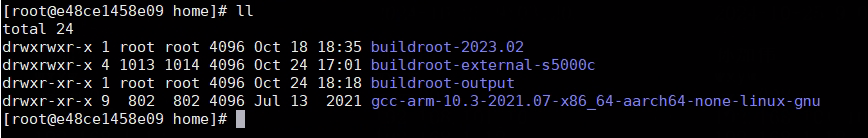 [root@e48ce1458e09 home]# ll
total 24
drwxrwxr-x 1 root root 4096 Oct 18 18:35 buildroot-2023.02
drwxr-xr-x 4 1013 1014 4096 Oct 24 17:01 buildroot-external-s5000c
drwxr-xr-x 1 root root 4096 Oct 24 18:18 buildroot-output
drwxr-xr-x 9  802  802 4096 Jul 13  2021 gcc-arm-10.3-2021.07-x86_64-aarch64-none-linux-gnu
[root@e48ce1458e09 home]#